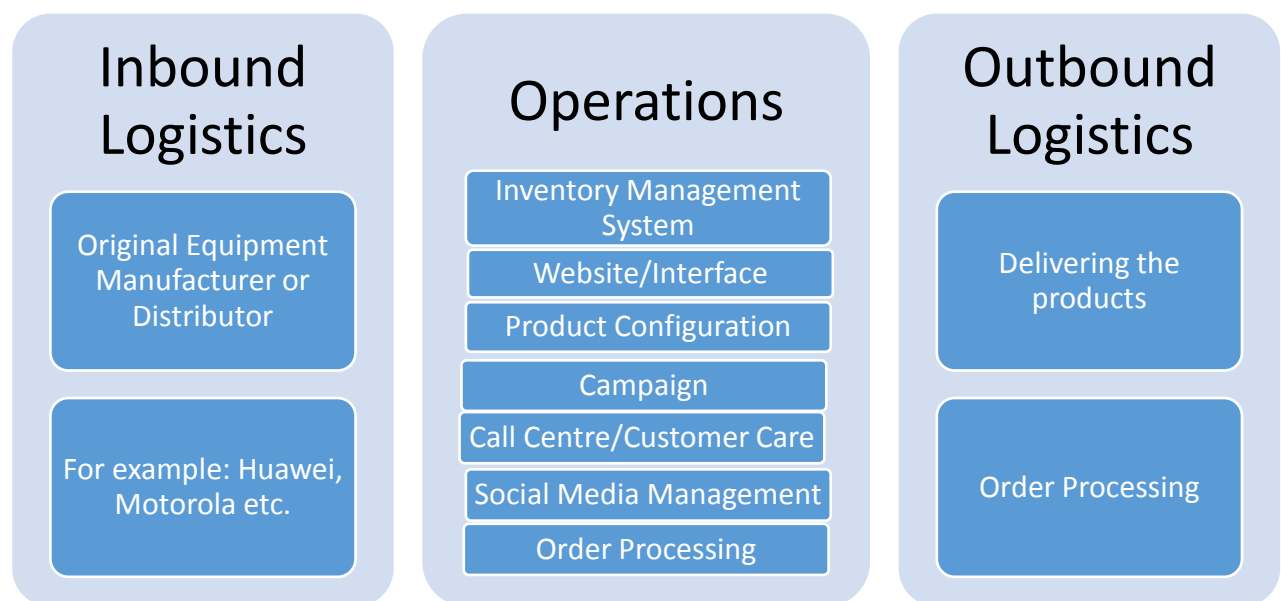 Inbound
Logistics
Original Equipment
Manufacturer or
Distributor
For example: Huawei,
Motorola etc.
Operations
Inventory Management
System
Website/Interface
Product Configuration
Campaign
Call Centre/Customer Care
Social Media Management
Order Processing
Outbound
Logistics
Delivering the
products
Order Processing